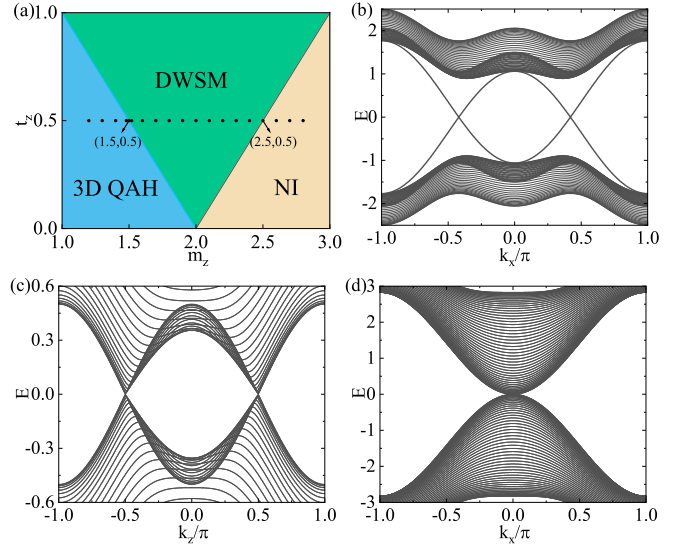 (a)
1.0
0.5
0.0
t_z
DWSM
(1.5,0.5)
(2.5,0.5)
3D QAH
NI
1.0 1.5 2.0 2.5 3.0
m_z
(b)
2
1
0
-1
-2
E
-1.0 -0.5 0.0 0.5 1.0
k_x/π
(c)
0.6
0.3
0.0
-0.3
-0.6
E
-1.0 -0.5 0.0 0.5 1.0
k_z/π
(d)
3
2
1
0
-1
-2
-3
E
-1.0 -0.5 0.0 0.5 1.0
k_x/π